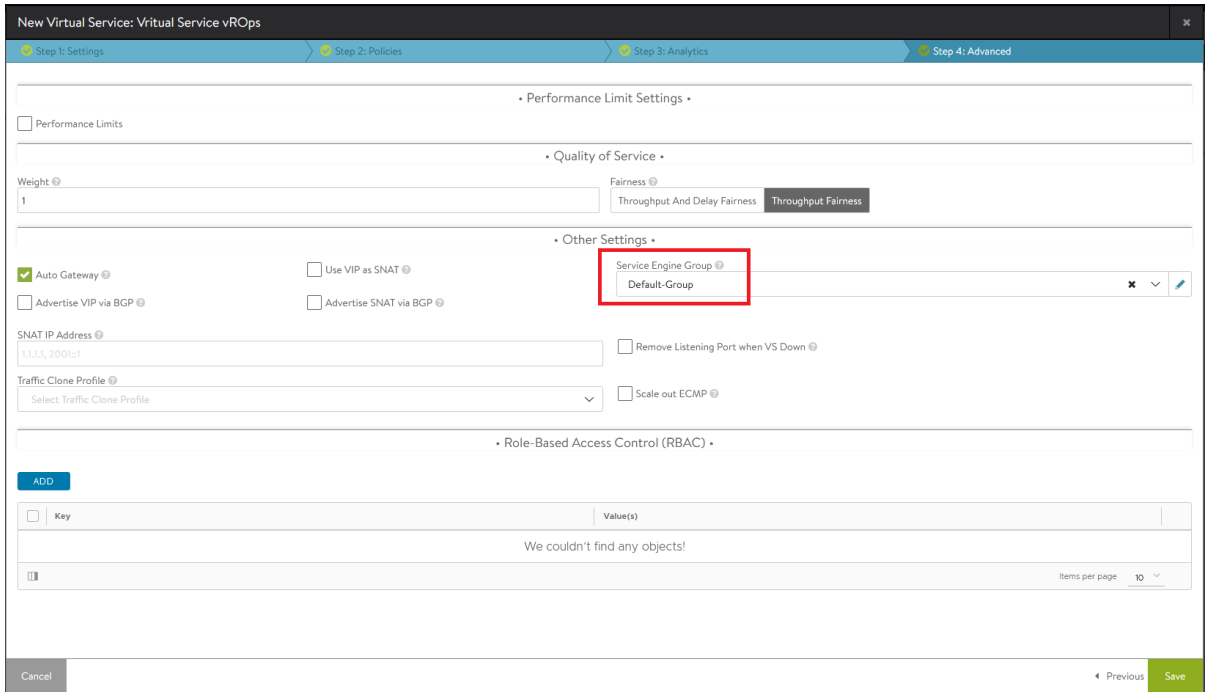 New Virtual Service: Vritual Service vROps
Step 1: Settings
Step 2: Policies
Step 3: Analytics
Step 4: Advanced
• Performance Limit Settings •
Performance Limits
• Quality of Service •
Weight
1
Fairness
Throughput And Delay Fairness
Throughput Fairness
• Other Settings •
Auto Gateway
Use VIP as SNAT
Service Engine Group
Default-Group
Advertise VIP via BGP
Advertise SNAT via BGP
SNAT IP Address
1.1.1.1, 2001::1
Remove Listening Port when VS Down
Traffic Clone Profile
Select Traffic Clone Profile
Scale out ECMP
• Role-Based Access Control (RBAC) •
ADD
Key
Value(s)
We couldn't find any objects!
Items per page 10
Cancel
Previous
Save